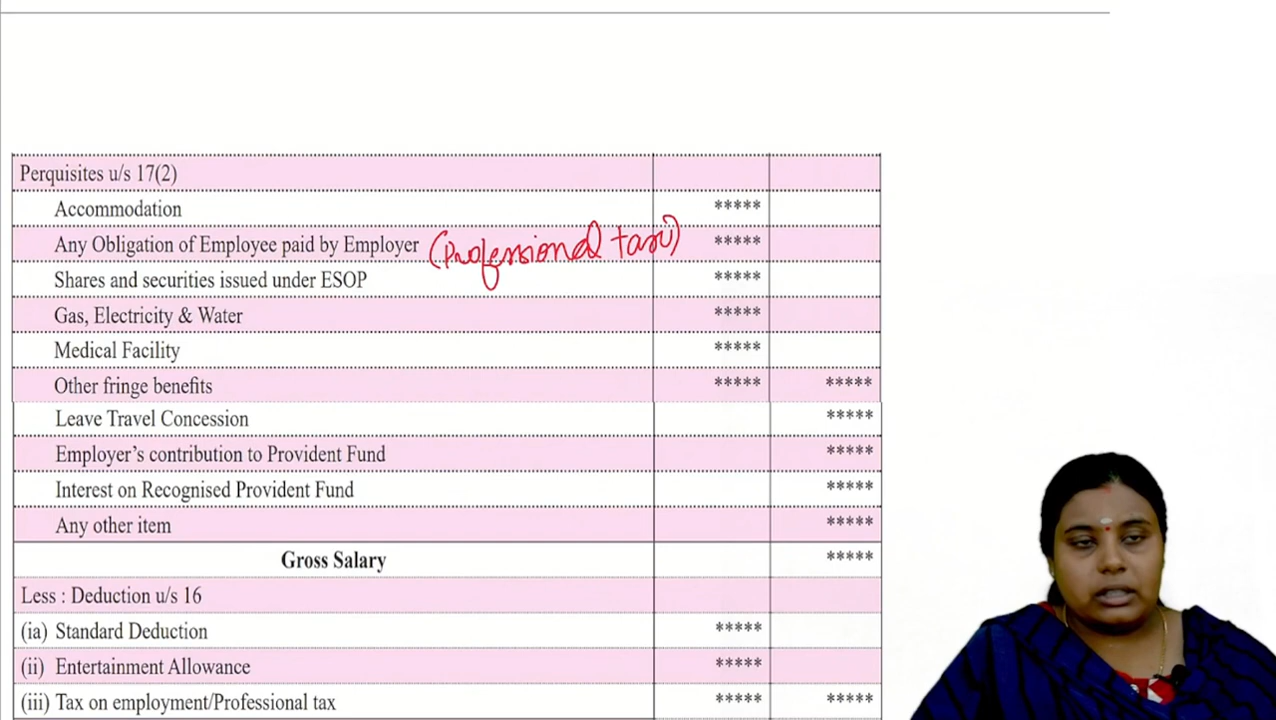 Perquisites u/s 17(2)
Accommodation *****
Any Obligation of Employee paid by Employer (Professional tax) *****
Shares and securities issued under ESOP *****
Gas, Electricity & Water *****
Medical Facility *****
Other fringe benefits ***** *****
Leave Travel Concession *****
Employer's contribution to Provident Fund *****
Interest on Recognised Provident Fund *****
Any other item *****
Gross Salary *****
Less : Deduction u/s 16
(ia) Standard Deduction *****
(ii) Entertainment Allowance *****
(iii) Tax on employment/Professional tax ***** *****